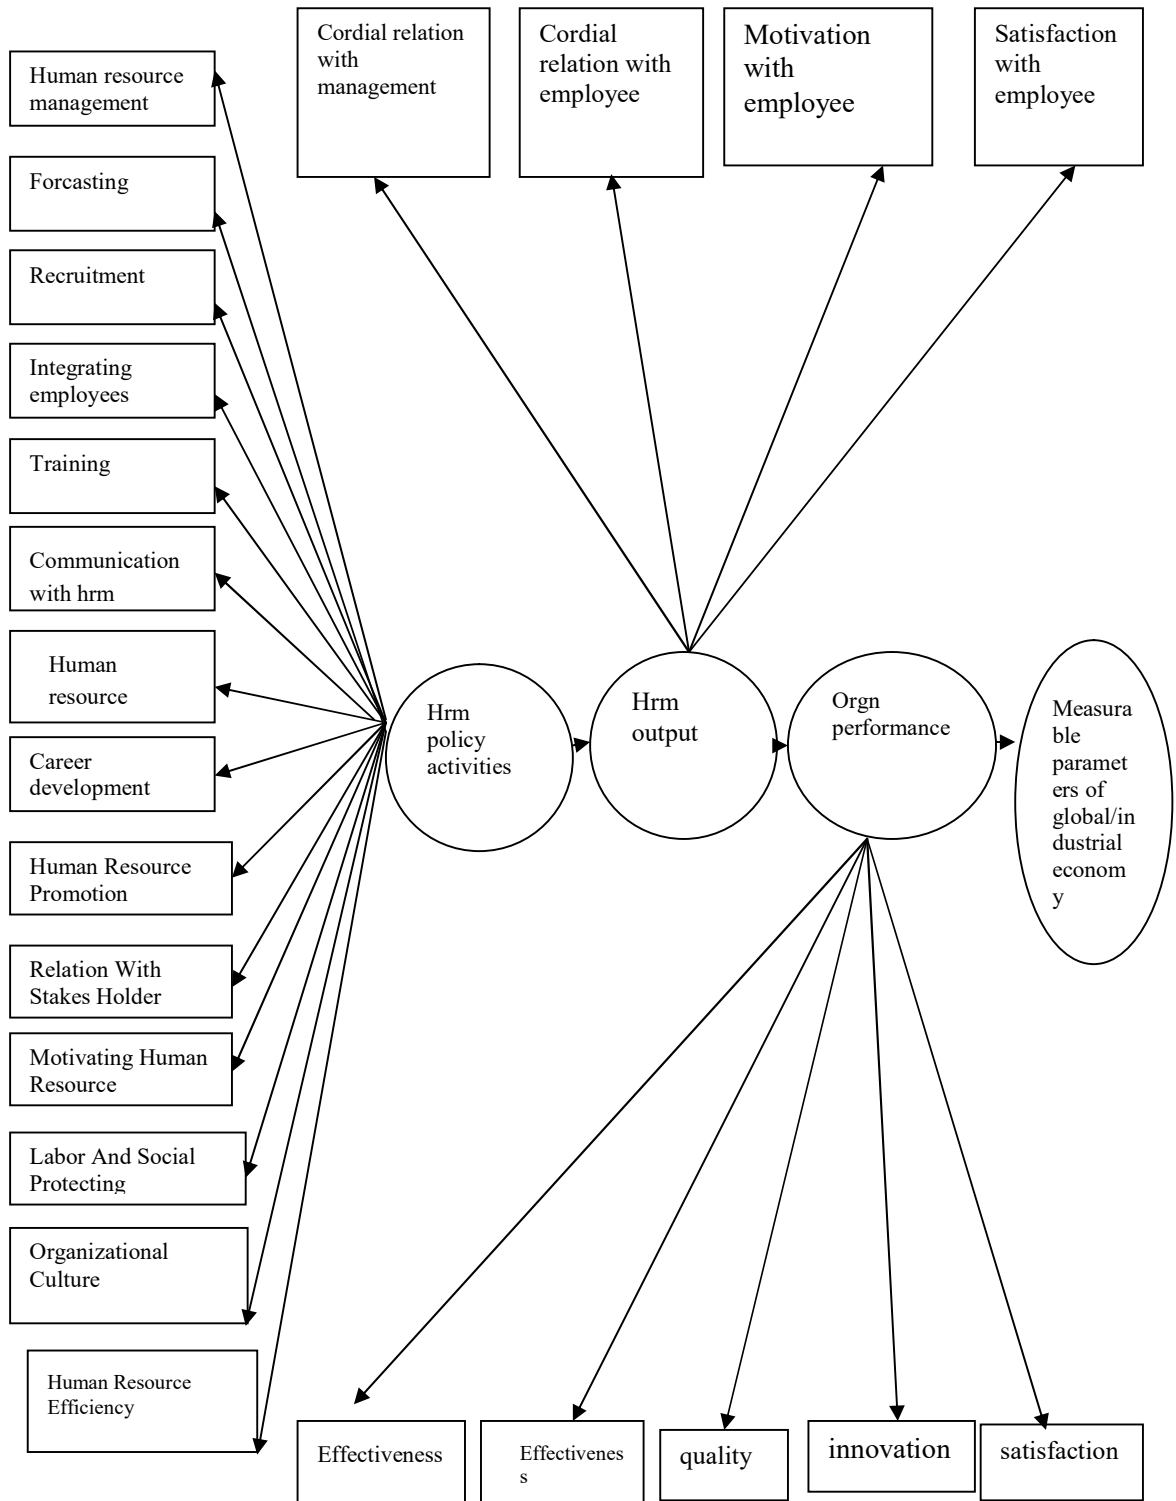 Cordial relation
with
management
Cordial
relation with
employee
Motivation
with
employee
Satisfaction
with
employee
Human resource
management
Forcasting
Recruitment
Integrating
employees
Training
Communication
with hrm
Human
resource
Career
development
Human Resource
Promotion
Relation With
Stakes Holder
Motivating Human
Resource
Labor And Social
Protecting
Organizational
Culture
Human Resource
Efficiency
Hrm
policy
activities
Hrm
output
Orgn
performance
Measura
ble
paramet
ers of
global/in
dustrial
econom
y
Effectiveness
Effectivenes
s
quality
innovation
satisfaction